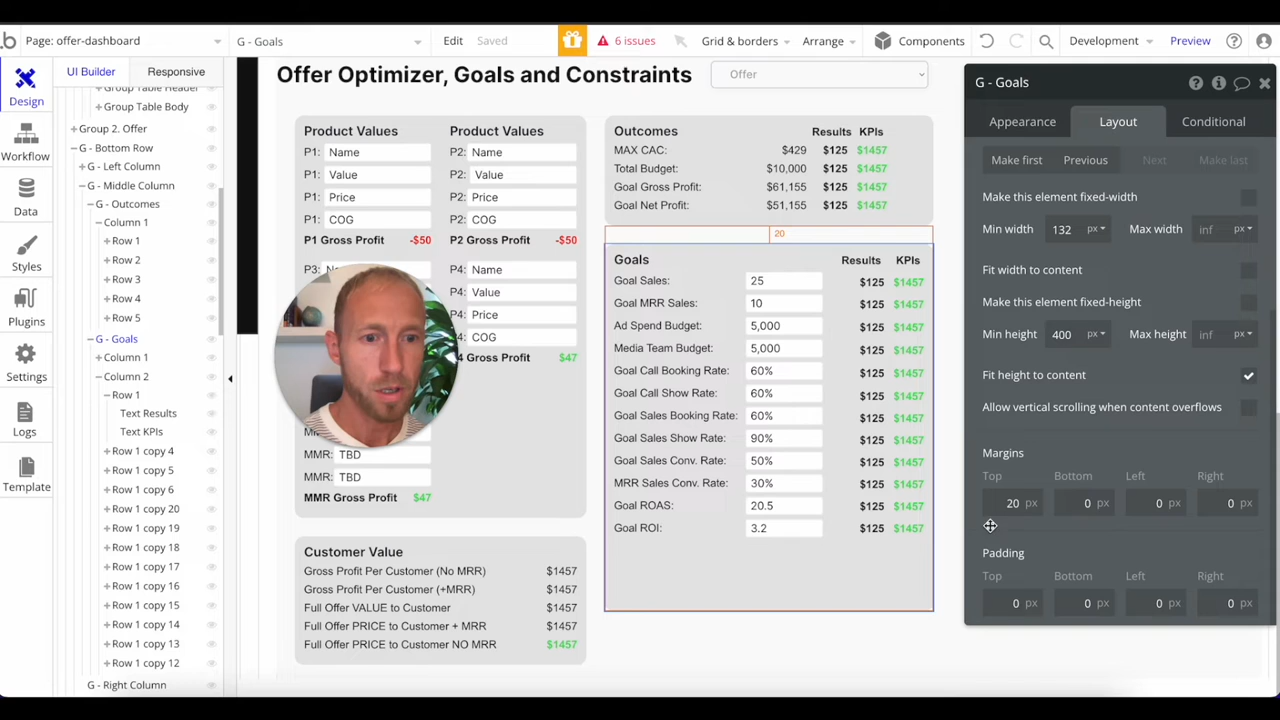 b Page: offer-dashboard
G - Goals
Edit
Saved
6 issues
Grid & borders
Arrange
Components
Development
Preview
Design
Workflow
Data
Styles
Plugins
Settings
Logs
Template
UI Builder
Responsive
Group Table Header
Group Table Body
Group 2. Offer
G - Bottom Row
G - Left Column
G - Middle Column
G - Outcomes
Column 1
Row 1
Row 2
Row 3
Row 4
Row 5
G - Goals
Column 1
Column 2
Row 1
Text Results
Text KPIs
Row 1 copy 4
Row 1 copy 5
Row 1 copy 6
Row 1 copy 20
Row 1 copy 19
Row 1 copy 18
Row 1 copy 17
Row 1 copy 16
Row 1 copy 15
Row 1 copy 14
Row 1 copy 13
Row 1 copy 12
G - Right Column
Offer Optimizer, Goals and Constraints
Offer
Product Values
P1: Name
P1: Value
P1: Price
P1: COG
P1 Gross Profit -$50
Product Values
P2: Name
P2: Value
P2: Price
P2: COG
P2 Gross Profit -$50
P3:
P4: Name
Value
Price
COG
4 Gross Profit $47
MMR: TBD
MMR: TBD
MMR Gross Profit $47
Customer Value
Gross Profit Per Customer (No MRR) $1457
Gross Profit Per Customer (+MRR) $1457
Full Offer VALUE to Customer $1457
Full Offer PRICE to Customer + MRR $1457
Full Offer PRICE to Customer NO MRR $1457
Outcomes Results KPIs
MAX CAC: $429 $125 $1457
Total Budget: $10,000 $125 $1457
Goal Gross Profit: $61,155 $125 $1457
Goal Net Profit: $51,155 $125 $1457
20
Goals Results KPIs
Goal Sales: 25 $125 $1457
Goal MRR Sales: 10 $125 $1457
Ad Spend Budget: 5,000 $125 $1457
Media Team Budget: 5,000 $125 $1457
Goal Call Booking Rate: 60% $125 $1457
Goal Call Show Rate: 60% $125 $1457
Goal Sales Booking Rate: 60% $125 $1457
Goal Sales Show Rate: 90% $125 $1457
Goal Sales Conv. Rate: 50% $125 $1457
MRR Sales Conv. Rate: 30% $125 $1457
Goal ROAS: 20.5 $125 $1457
Goal ROI: 3.2 $125 $1457
G - Goals
Appearance
Layout
Conditional
Make first
Previous
Next
Make last
Make this element fixed-width
Min width 132 px Max width inf px
Fit width to content
Make this element fixed-height
Min height 400 px Max height inf px
Fit height to content
Allow vertical scrolling when content overflows
Margins
Top Bottom Left Right
20 px 0 px 0 px 0 px
Padding
Top Bottom Left Right
0 px 0 px 0 px 0 px